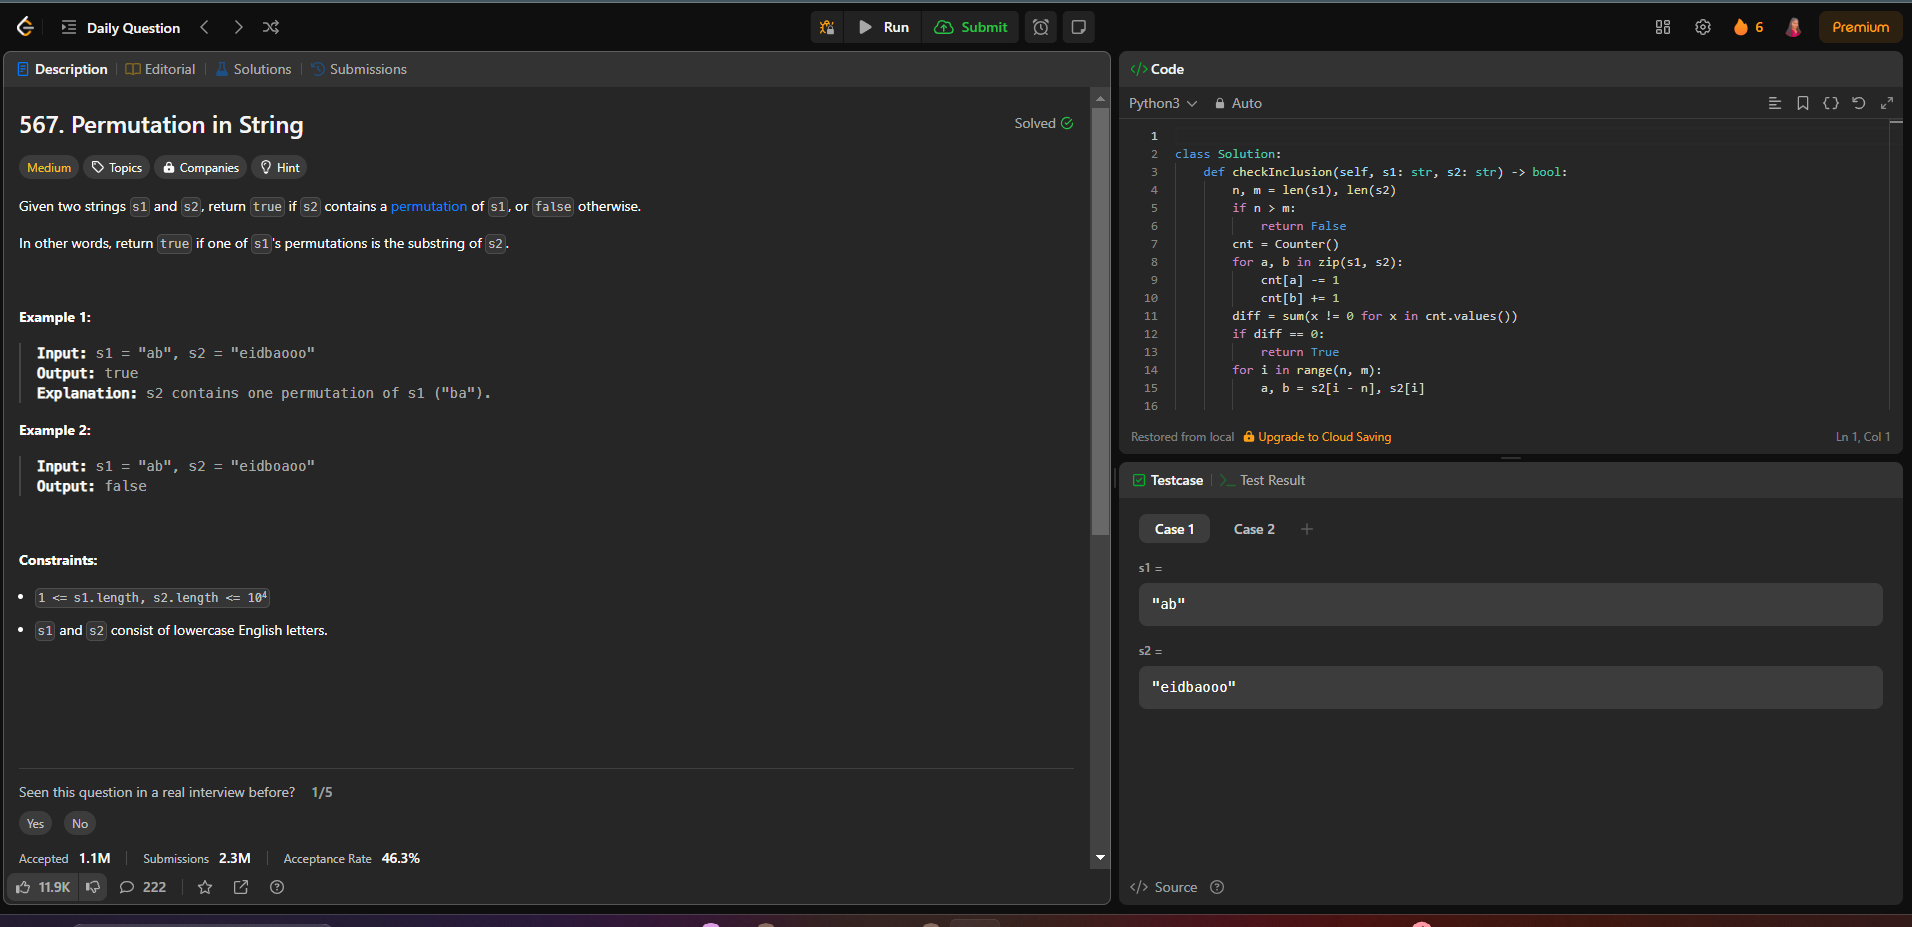 Daily Question
Run
Submit
6
Premium
Description
Editorial
Solutions
Submissions
567. Permutation in String
Solved
Medium
Topics
Companies
Hint
Given two strings s1 and s2, return true if s2 contains a permutation of s1, or false otherwise.
In other words, return true if one of s1's permutations is the substring of s2.
Example 1:
Input: s1 = "ab", s2 = "eidbaooo"
Output: true
Explanation: s2 contains one permutation of s1 ("ba").
Example 2:
Input: s1 = "ab", s2 = "eidboaoo"
Output: false
Constraints:
• 1 <= s1.length, s2.length <= 10⁴
• s1 and s2 consist of lowercase English letters.
Seen this question in a real interview before? 1/5
Yes
No
Accepted 1.1M
Submissions 2.3M
Acceptance Rate 46.3%
11.9K
222
</> Code
Python3
Auto
1
2 class Solution:
3     def checkInclusion(self, s1: str, s2: str) -> bool:
4         n, m = len(s1), len(s2)
5         if n > m:
6             return False
7         cnt = Counter()
8         for a, b in zip(s1, s2):
9             cnt[a] -= 1
10             cnt[b] += 1
11         diff = sum(x != 0 for x in cnt.values())
12         if diff == 0:
13             return True
14         for i in range(n, m):
15             a, b = s2[i - n], s2[i]
16
Restored from local
Upgrade to Cloud Saving
Ln 1, Col 1
Testcase
>_ Test Result
Case 1
Case 2
+
s1 =
"ab"
s2 =
"eidbaooo"
</> Source